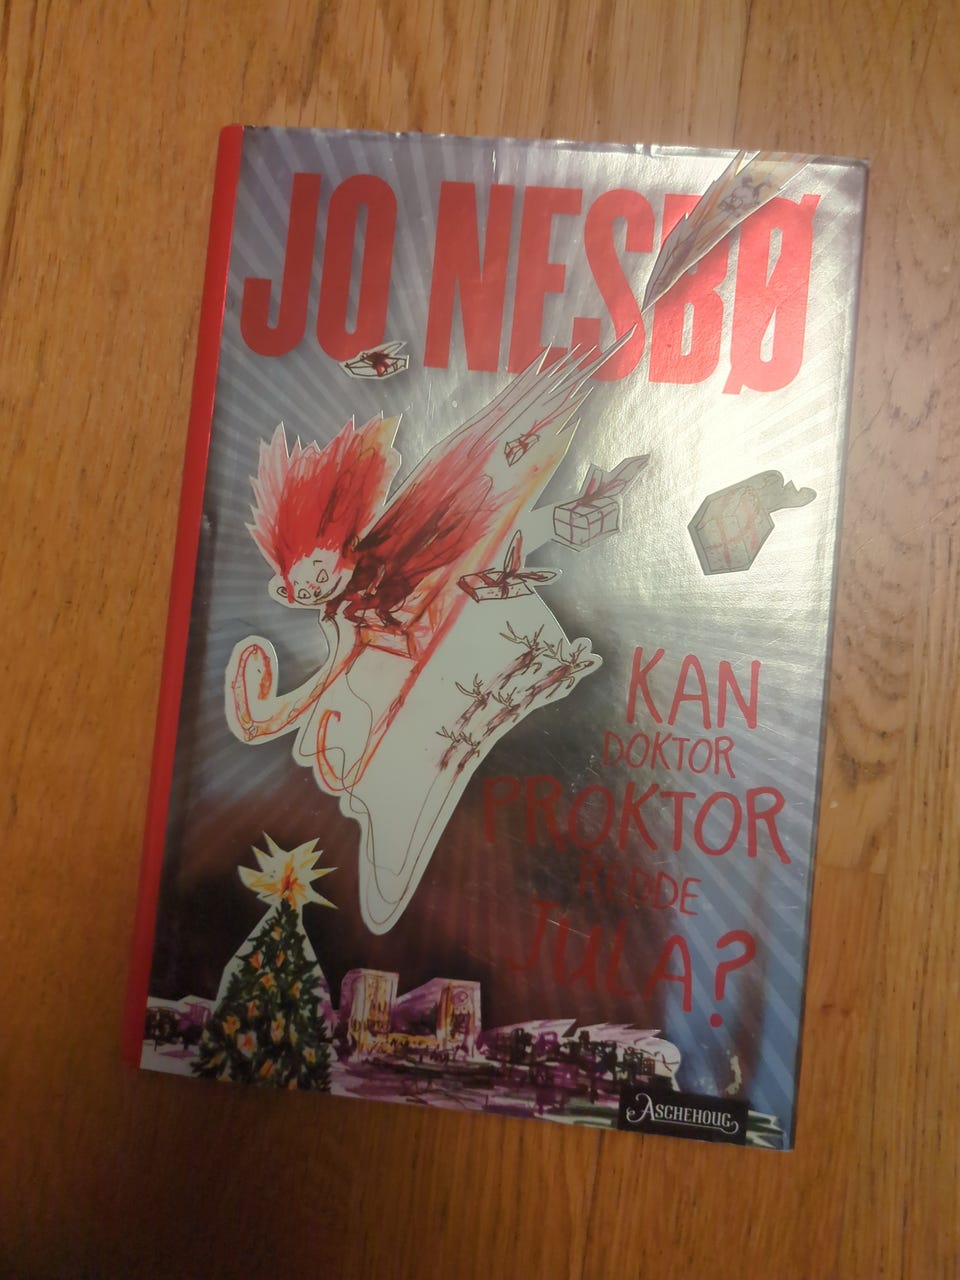 JO NESBØ
KAN
DOKTOR
PROKTOR
REDDE
JULA?
ASCHEHOUG